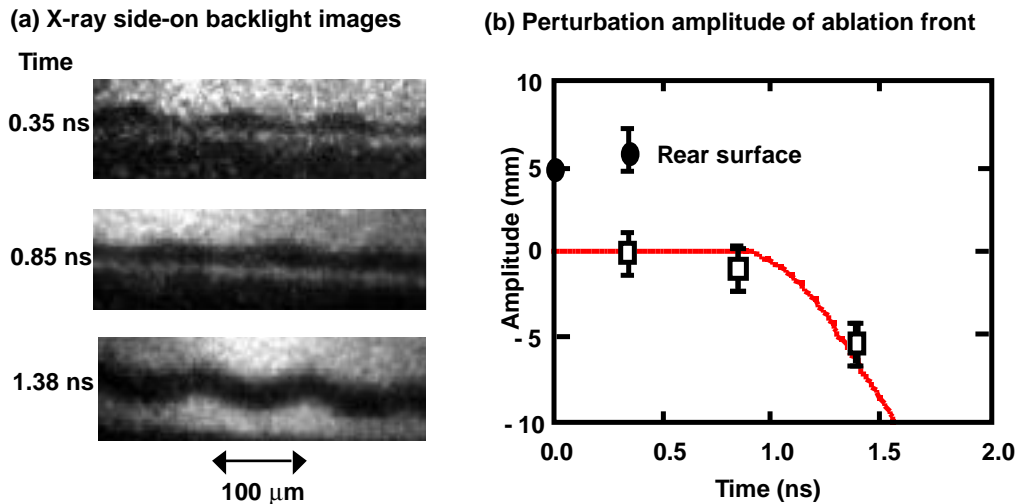 (a) X-ray side-on backlight images
Time
0.35 ns
0.85 ns
1.38 ns
100 μm
(b) Perturbation amplitude of ablation front
Amplitude (mm)
10
5
0
- 5
- 10
Rear surface
0.0 0.5 1.0 1.5 2.0
Time (ns)